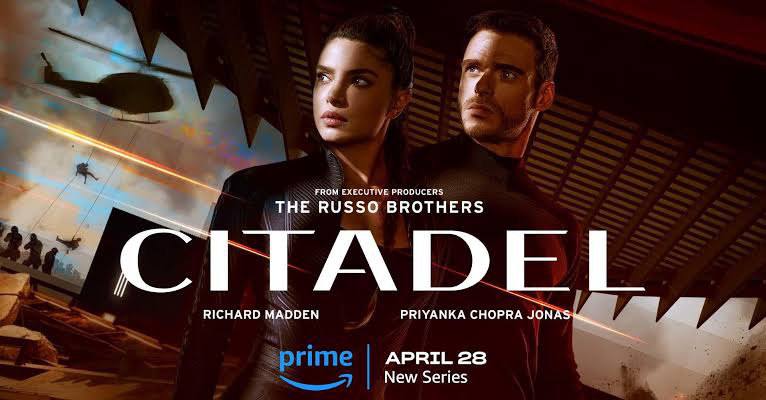 FROM EXECUTIVE PRODUCERS
THE RUSSO BROTHERS
CITADEL
RICHARD MADDEN PRIYANKA CHOPRA JONAS
prime APRIL 28
New Series